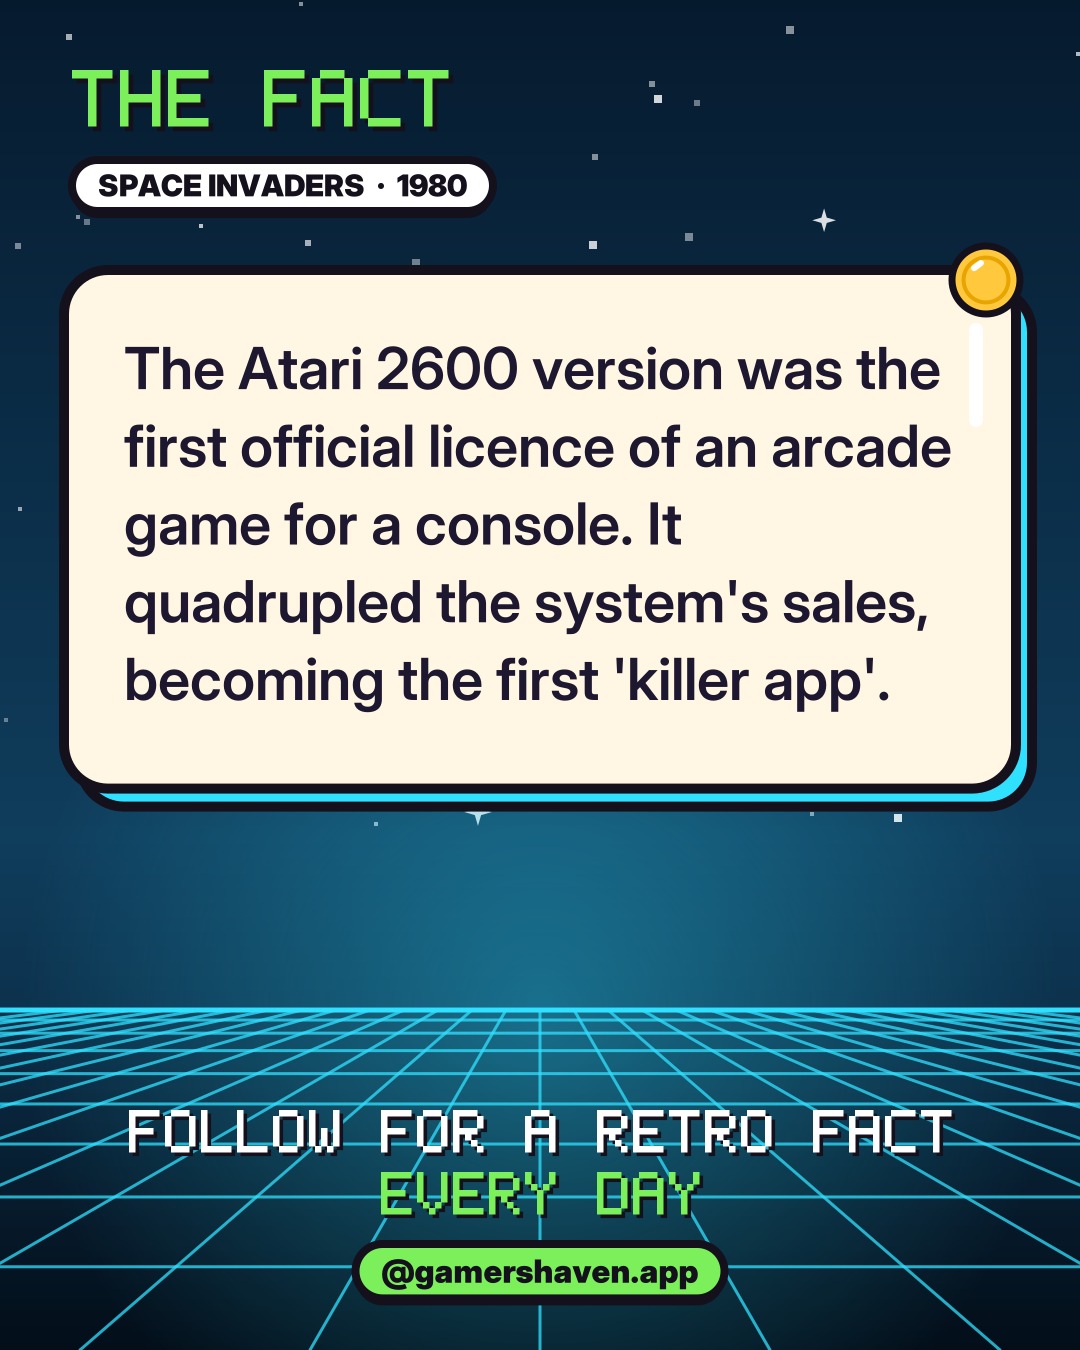 THE FACT
SPACE INVADERS · 1980
The Atari 2600 version was the
first official licence of an arcade
game for a console. It
quadrupled the system's sales,
becoming the first 'killer app'.
FOLLOW FOR A RETRO FACT
EVERY DAY
@gamershaven.app